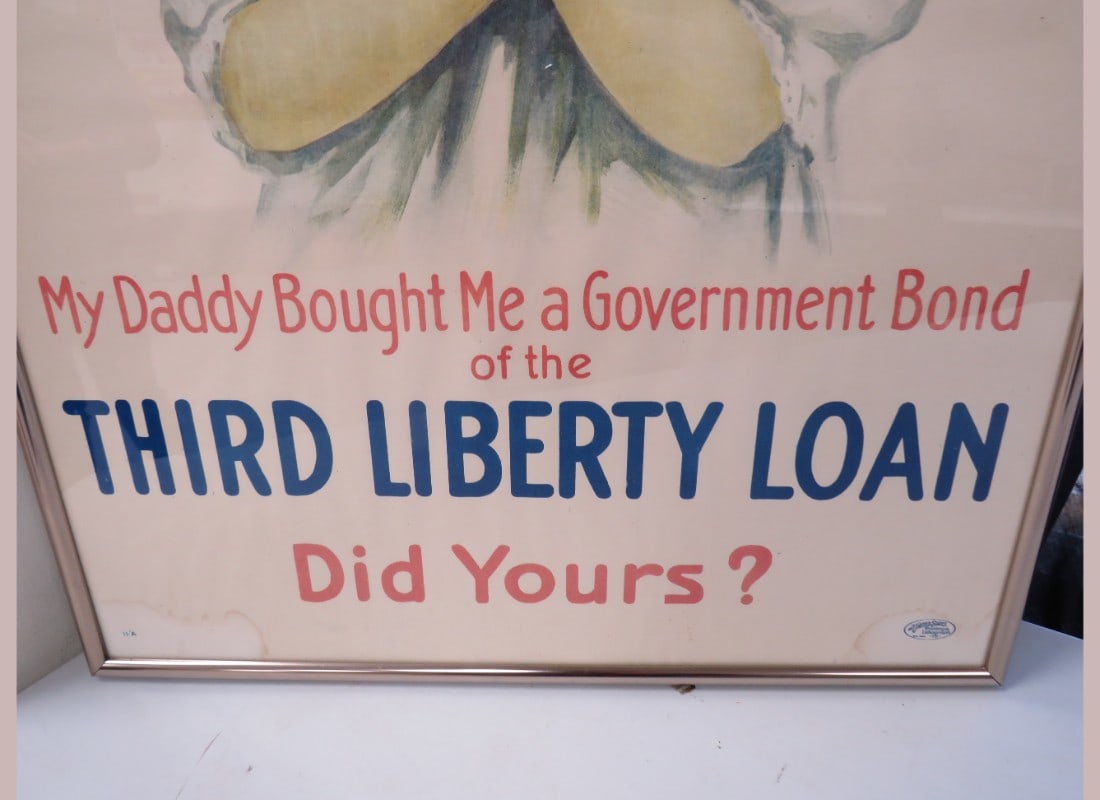 My Daddy Bought Me a Government Bond
of the
THIRD LIBERTY LOAN
Did Yours?